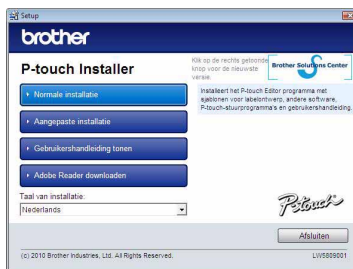 Setup
brother
P-touch Installer
Klik op de rechts getoonde
knop voor de nieuwste
versie.
Brother Solutions Center
Normale installatie
Installeert het P-touch Editor programma met
sjablonen voor labelontwerp, andere software,
P-touch-stuurprogramma's en gebruikershandleiding.
Aangepaste installatie
Gebruikershandleiding tonen
Adobe Reader downloaden
Taal van installatie:
Nederlands
P-touch
Afsluiten
(c) 2010 Brother Industries, Ltd. All Rights Reserved.
LW5809001